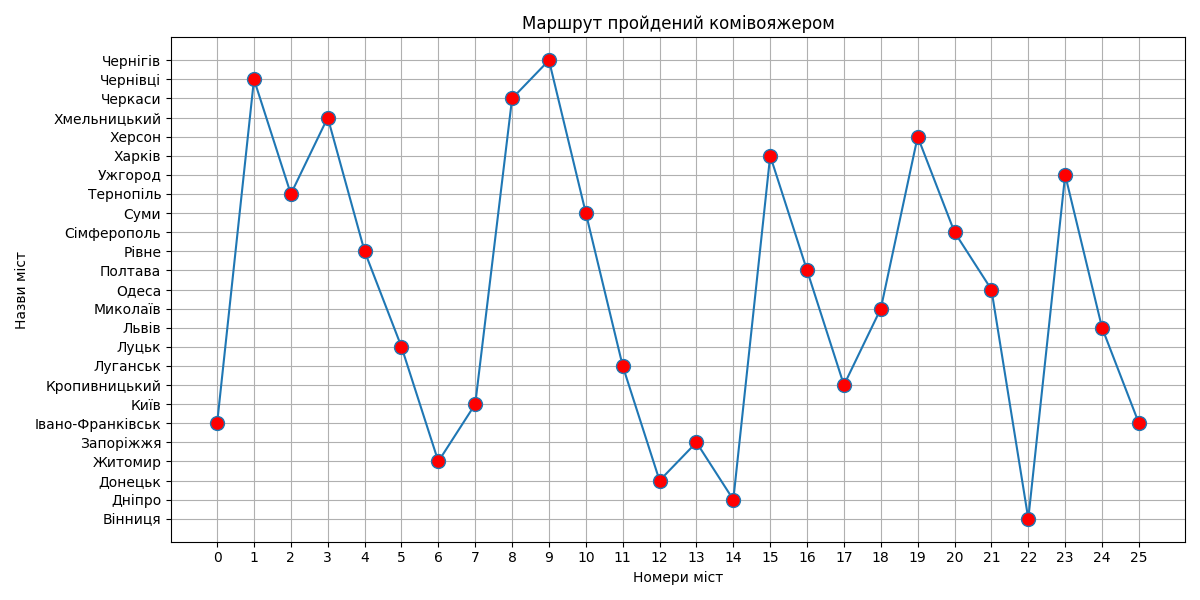 Маршрут пройдений комівояжером
Чернігів
Чернівці
Черкаси
Хмельницький
Херсон
Харків
Ужгород
Тернопіль
Суми
Сімферополь
Рівне
Полтава
Одеса
Миколаїв
Львів
Луцьк
Луганськ
Кропивницький
Київ
Івано-Франківськ
Запоріжжя
Житомир
Донецьк
Дніпро
Вінниця
Назви міст
0 1 2 3 4 5 6 7 8 9 10 11 12 13 14 15 16 17 18 19 20 21 22 23 24 25
Номери міст